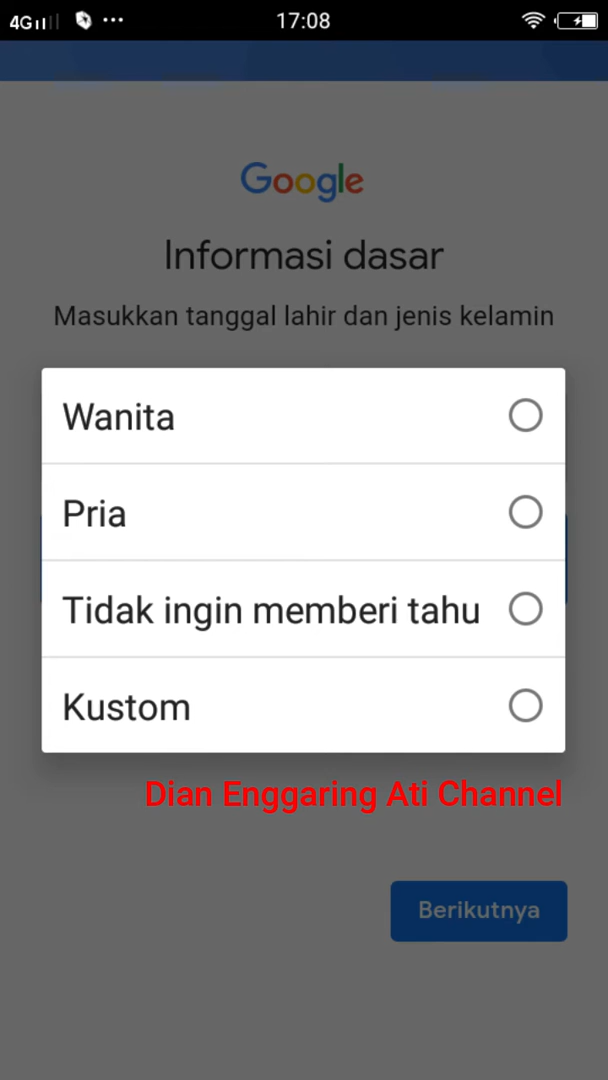 4G
17:08
Google
Informasi dasar
Masukkan tanggal lahir dan jenis kelamin
Wanita
Pria
Tidak ingin memberi tahu
Kustom
Dian Enggaring Ati Channel
Berikutnya